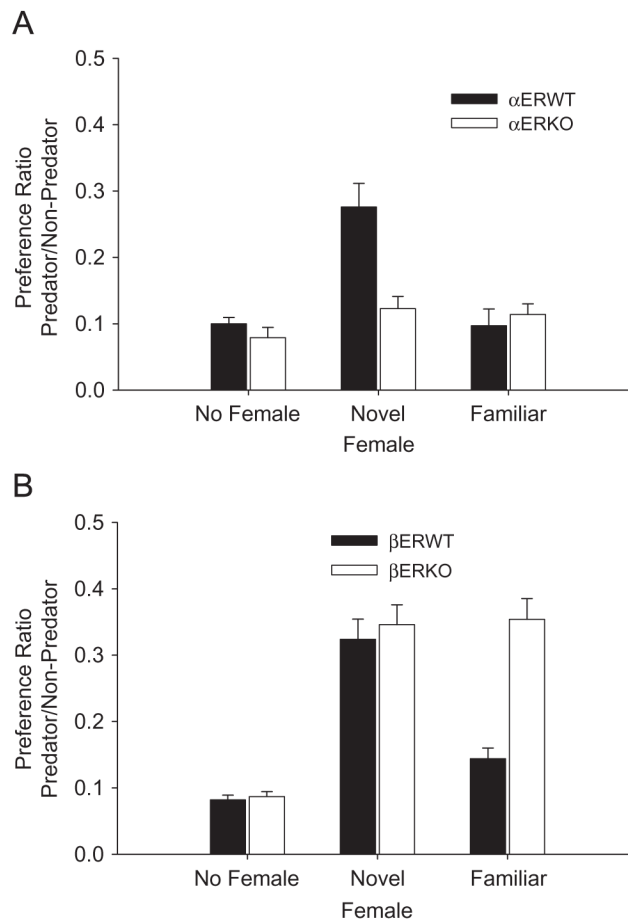 A
Preference Ratio
Predator/Non-Predator
0.5
0.4
0.3
0.2
0.1
0.0
αERWT
αERKO
No Female
Novel
Familiar
Female
B
Preference Ratio
Predator/Non-Predator
0.5
0.4
0.3
0.2
0.1
0.0
βERWT
βERKO
No Female
Novel
Familiar
Female